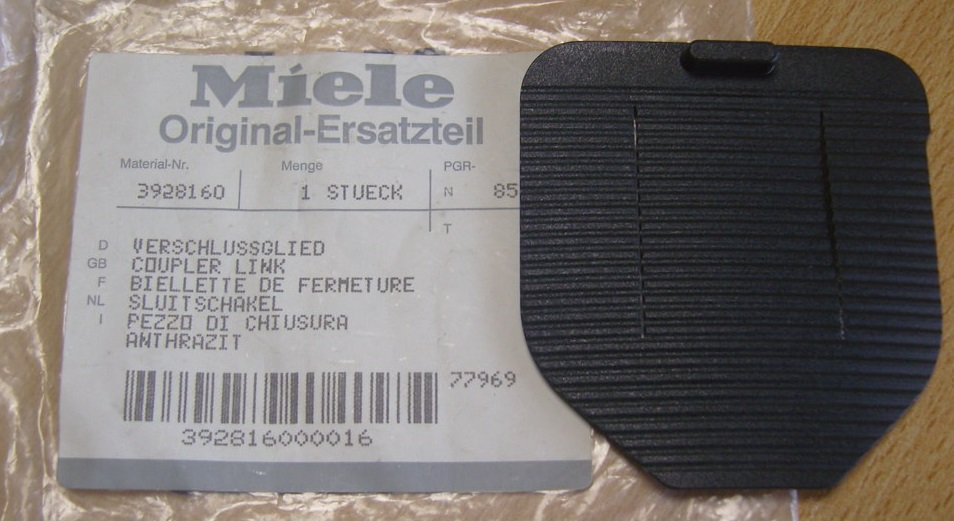 Miele
Original-Ersatzteil
Material-Nr. Menge PGR-
3928160 1 STUECK N 85
T
D VERSCHLUSSGLIED
GB COUPLER LINK
F BIELLETTE DE FERMETURE
NL SLUITSCHAKEL
I PEZZO DI CHIUSURA
ANTHRAZIT
77969
392816000016